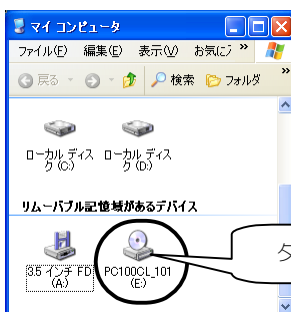 マイ コンピュータ
ファイル(F) 編集(E) 表示(V) お気に入 »
戻る 検索 フォルダ »
ローカル ディス ローカル ディス
ク (C:) ク (D:)
リムーバブル記憶域があるデバイス
3.5 インチ FD PC100CL_101
(A:) (E:)